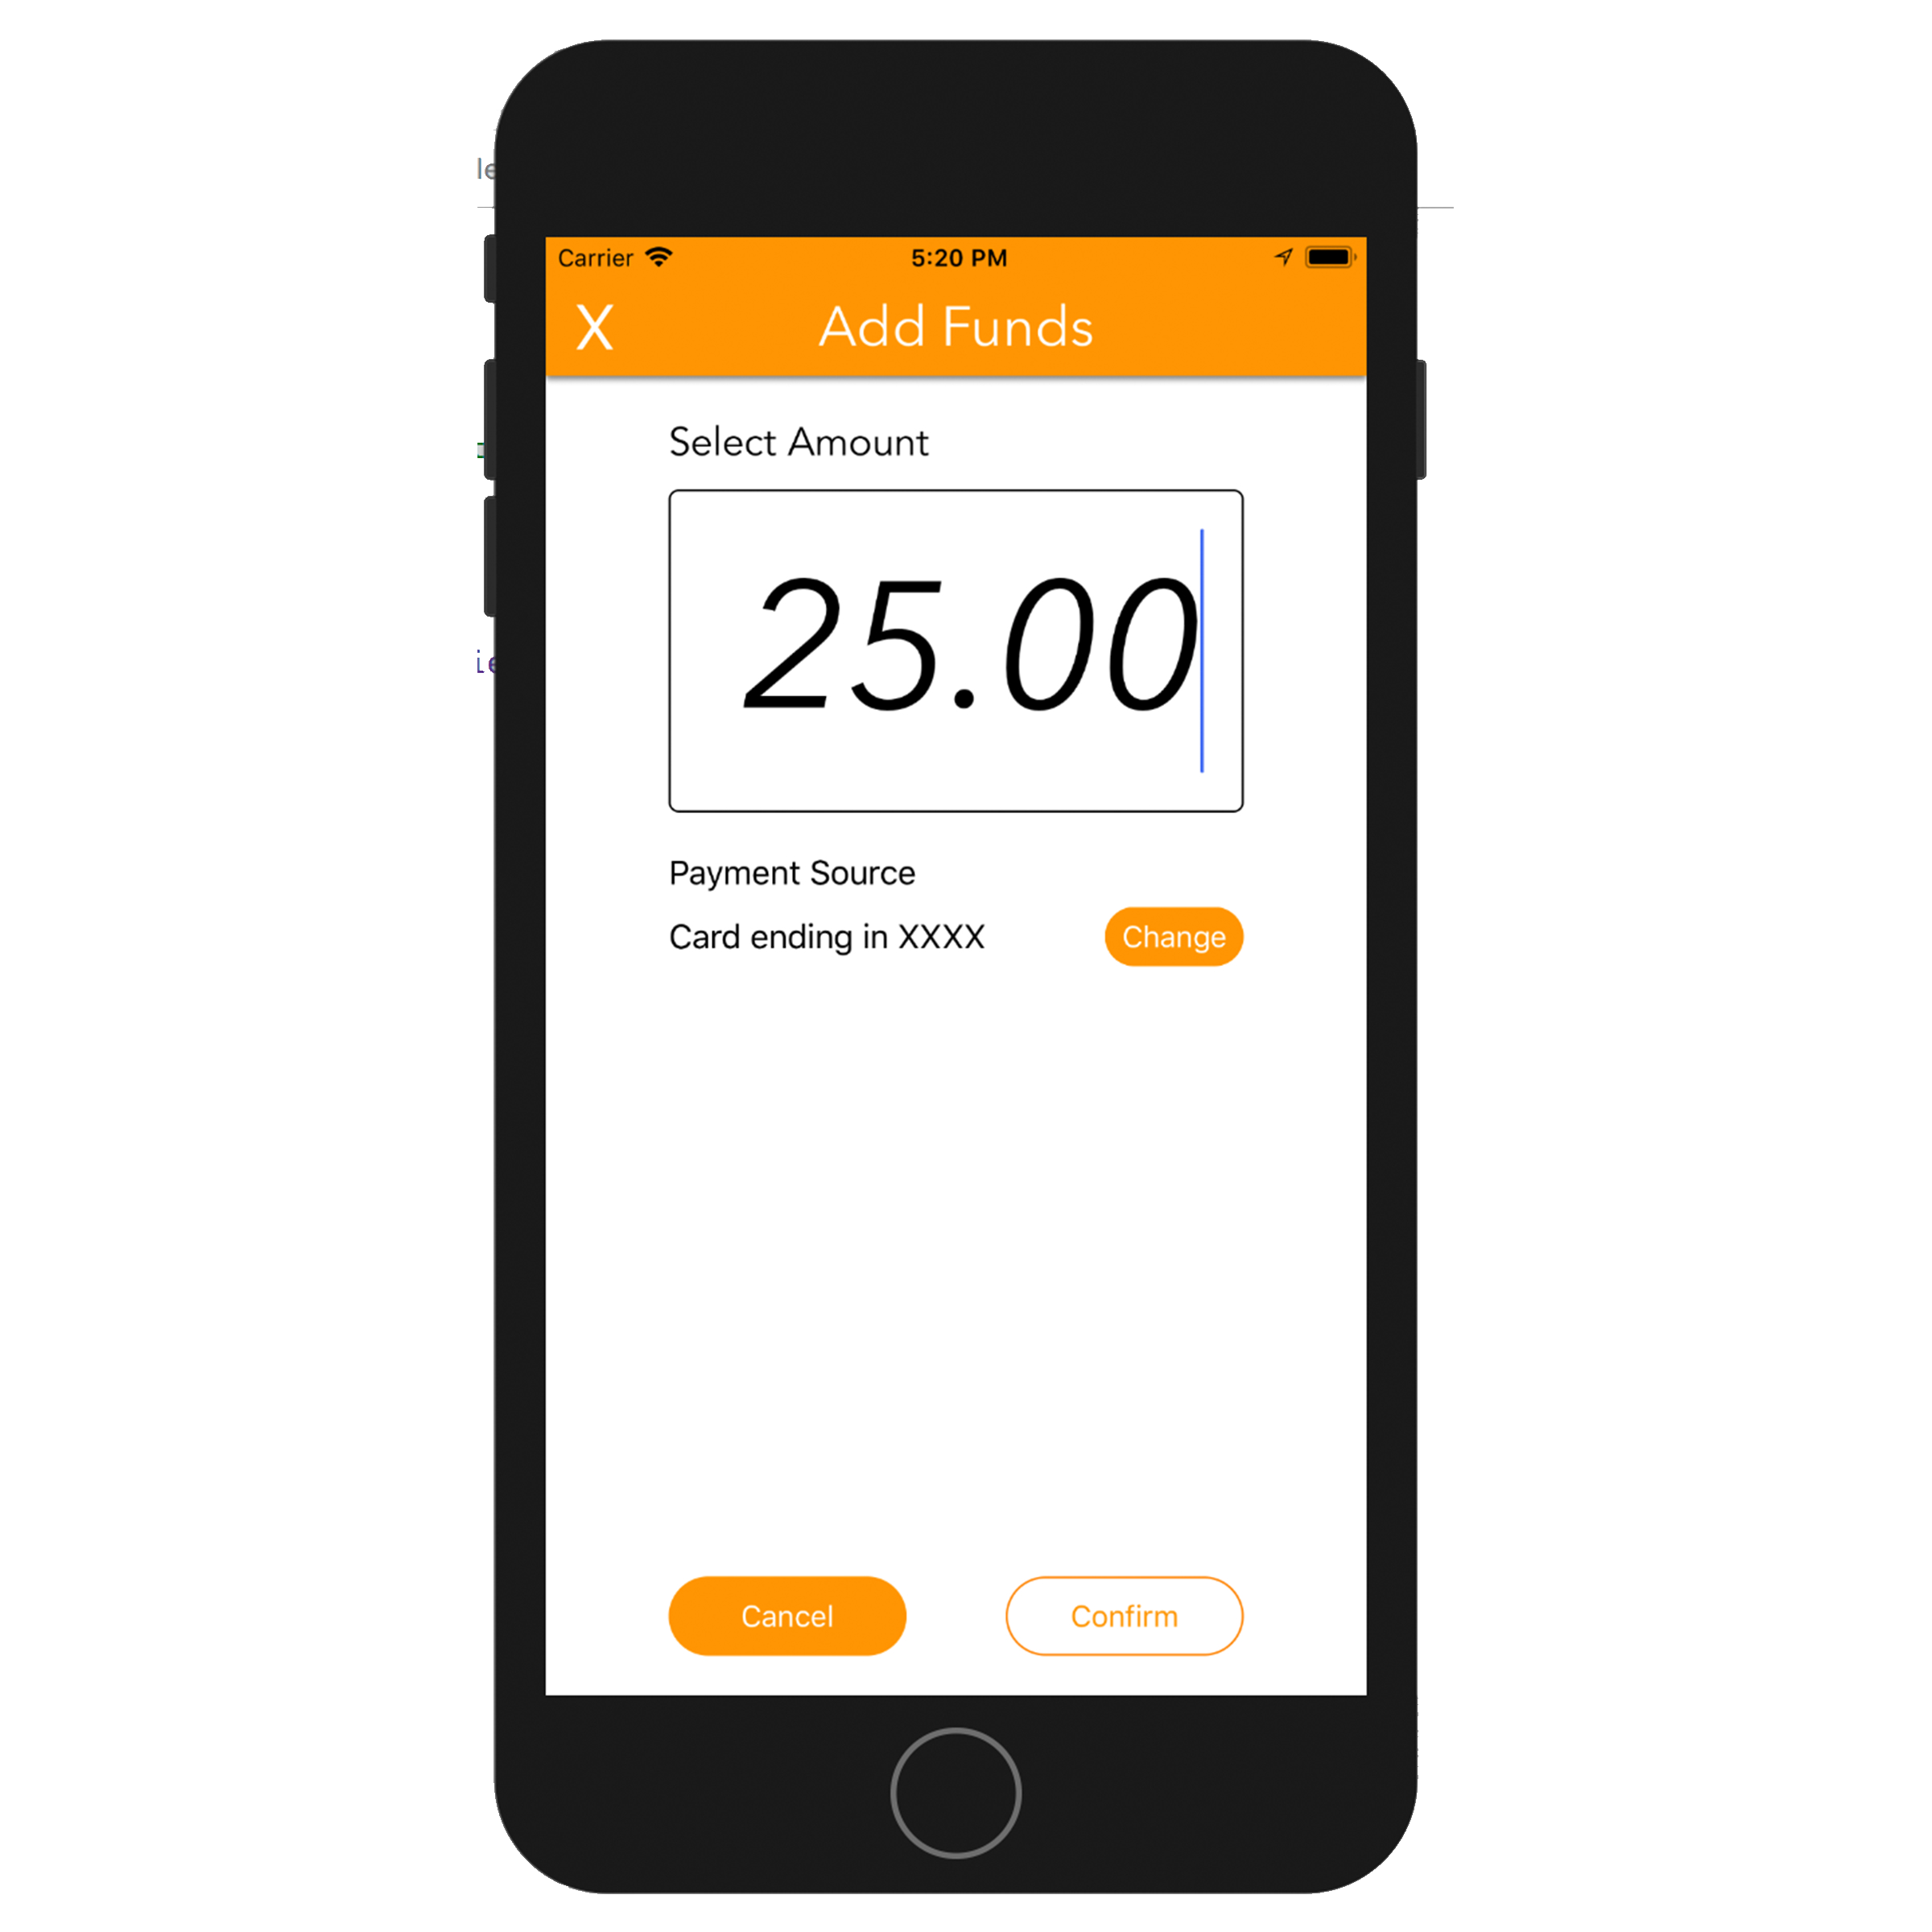 le
Carrier 5:20 PM
X Add Funds
Select Amount
25.00
Payment Source
Card ending in XXXX Change
Cancel Confirm